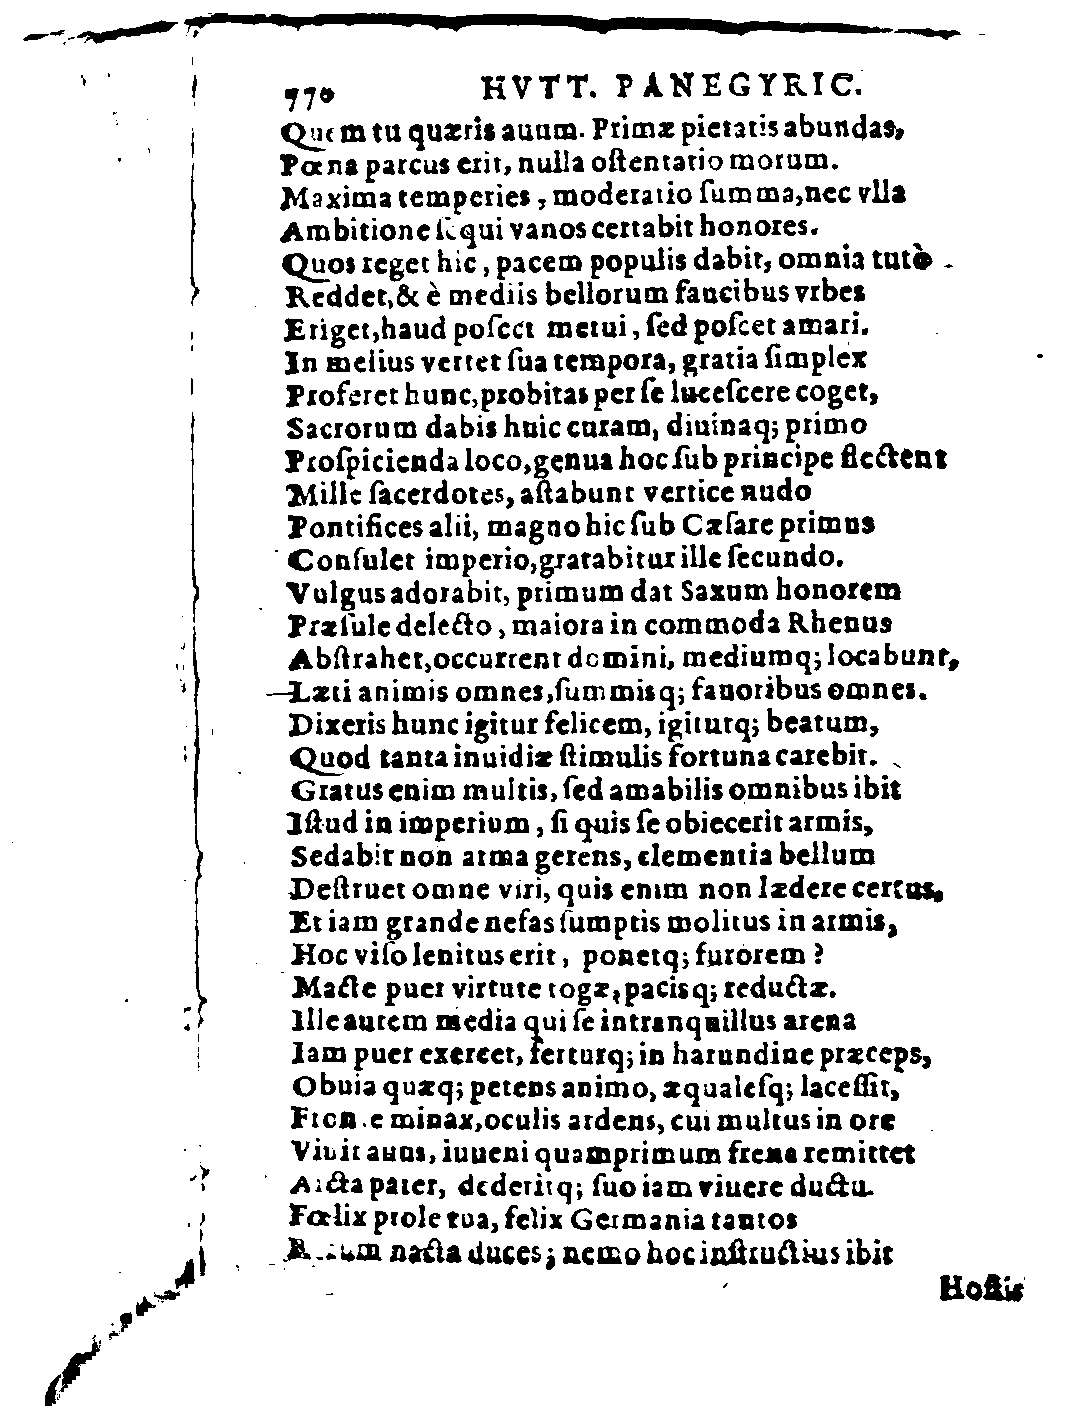 770 HVTT. PANEGYRIC.
Quem tu quæris auum. Primæ pietatis abundas,
Pœna parcus erit, nulla oſtentatio morum.
Maxima temperies, moderatio ſumma, nec vlla
Ambitione ſequi vanos certabit honores.
Quos reget hic, pacem populis dabit, omnia tutò
Reddet, & è mediis bellorum faucibus vrbes
Eriget, haud poſcet metui, ſed poſcet amari.
In melius vertet ſua tempora, gratia ſimplex
Proferet hunc, probitas per ſe luceſcere coget,
Sacrorum dabis huic curam, diuinaq; primo
Proſpicienda loco, genua hoc ſub principe flectent
Mille ſacerdotes, aſtabunt vertice nudo
Pontifices alii, magno hic ſub Cæſare primus
Conſulet imperio, gratabitur ille ſecundo.
Vulgus adorabit, primum dat Saxum honorem
Præſule delecto, maiora in commoda Rhenus
Abſtrahet, occurrent domini, mediumq; locabunt,
Læti animis omnes, ſummisq; fauoribus omnes.
Dixeris hunc igitur felicem, igiturq; beatum,
Quod tanta inuidiæ ſtimulis fortuna carebit.
Gratus enim multis, ſed amabilis omnibus ibit
Iſtud in imperium, ſi quis ſe obiecerit armis,
Sedabit non arma gerens, clementia bellum
Deſtruet omne viri, quis enim non lædere certus,
Et iam grande nefas ſumptis molitus in armis,
Hoc viſo lenitus erit, ponetq; furorem?
Macte puer virtute togæ, pacisq; reductæ.
Ille autem media qui ſe intranquillus arena
Iam puer exercet, ferturq; in harundine præceps,
Obuia quæq; petens animo, æqualeſq; laceſſit,
Fronte minax, oculis ardens, cui multus in ore
Viuit auus, iuueni quamprimum frena remittet
Aucta pater, dederitq; ſuo iam viuere ductu.
Fœlix prole tua, felix Germania tantos
nacta duces; nemo hoc inſtructius ibit
Hoſtis